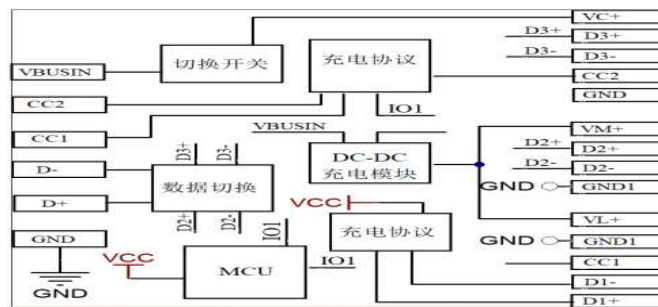 VC+
D3+ D3+
D3- D3-
切换开关
充电协议
VBUSIN
CC2
CC2
IO1
GND
CC1
VBUSIN
VM+
D3+
D3-
D2+ D2+
DC-DC
充电模块
D2- D2-
D-
GND GND1
数据切换
D+
VCC
VL+
D2+
D2-
IO1
充电协议
GND
GND GND1
VCC
MCU
IO1
CC1
GND
D1-
D1+